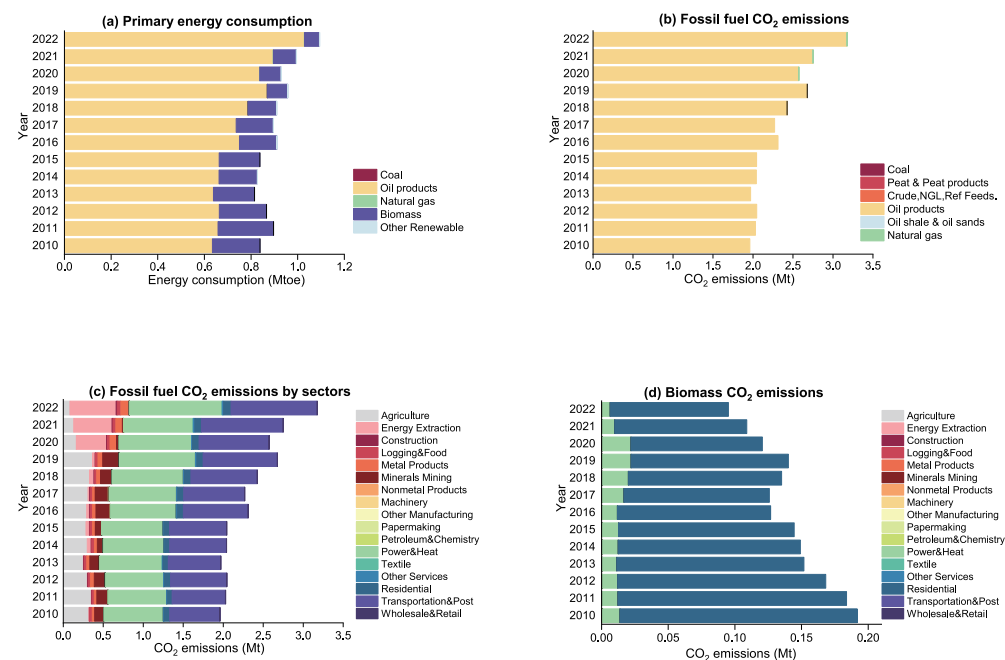 (a) Primary energy consumption
Year
2022
2021
2020
2019
2018
2017
2016
2015
2014
2013
2012
2011
2010
0.0 0.2 0.4 0.6 0.8 1.0 1.2
Energy consumption (Mtoe)
Coal
Oil products
Natural gas
Biomass
Other Renewable
(b) Fossil fuel CO2 emissions
Year
2022
2021
2020
2019
2018
2017
2016
2015
2014
2013
2012
2011
2010
0.0 0.5 1.0 1.5 2.0 2.5 3.0 3.5
CO2 emissions (Mt)
Coal
Peat & Peat products
Crude,NGL,Ref Feeds.
Oil products
Oil shale & oil sands
Natural gas
(c) Fossil fuel CO2 emissions by sectors
Year
2022
2021
2020
2019
2018
2017
2016
2015
2014
2013
2012
2011
2010
0.0 0.5 1.0 1.5 2.0 2.5 3.0 3.5
CO2 emissions (Mt)
Agriculture
Energy Extraction
Construction
Logging&Food
Metal Products
Minerals Mining
Nonmetal Products
Machinery
Other Manufacturing
Papermaking
Petroleum&Chemistry
Power&Heat
Textile
Other Services
Residential
Transportation&Post
Wholesale&Retail
(d) Biomass CO2 emissions
Year
2022
2021
2020
2019
2018
2017
2016
2015
2014
2013
2012
2011
2010
0.00 0.05 0.10 0.15 0.20
CO2 emissions (Mt)
Agriculture
Energy Extraction
Construction
Logging&Food
Metal Products
Minerals Mining
Nonmetal Products
Machinery
Other Manufacturing
Papermaking
Petroleum&Chemistry
Power&Heat
Textile
Other Services
Residential
Transportation&Post
Wholesale&Retail